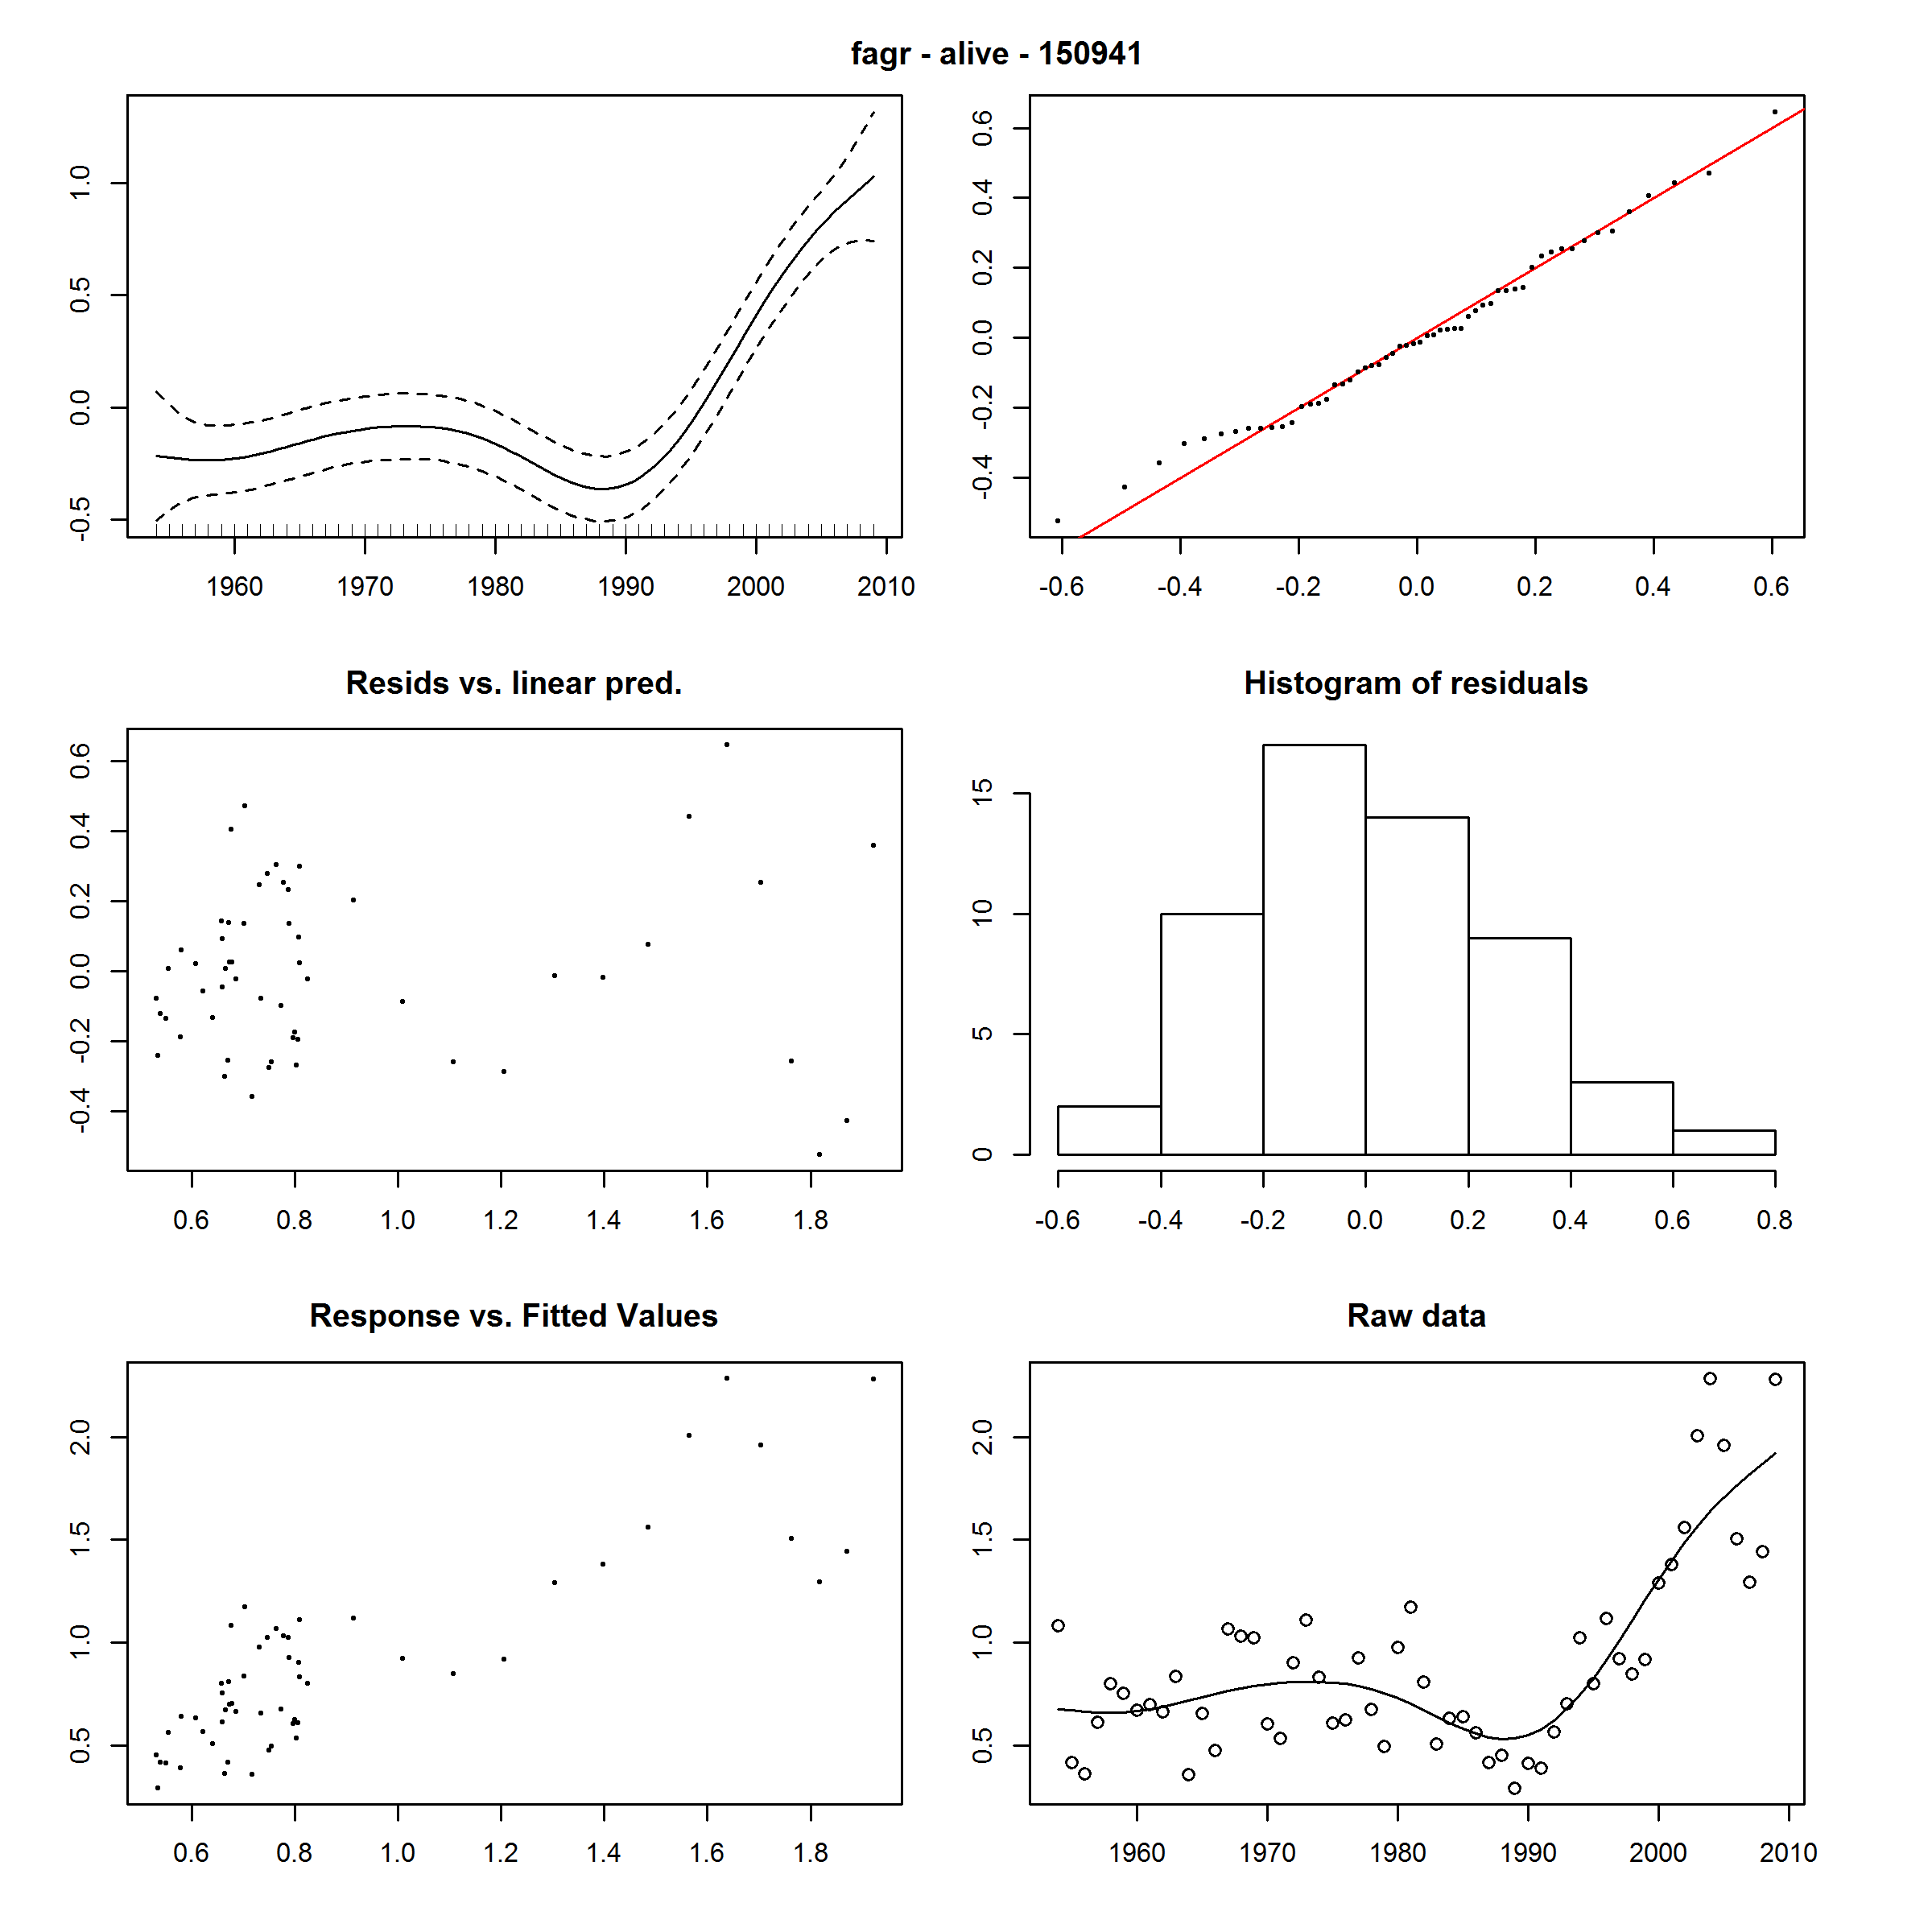 fagr - alive - 150941
-0.5 0.0 0.5 1.0
1960 1970 1980 1990 2000 2010
-0.4 -0.2 0.0 0.2 0.4 0.6
-0.6 -0.4 -0.2 0.0 0.2 0.4 0.6
Resids vs. linear pred.
-0.4 -0.2 0.0 0.2 0.4 0.6
0.6 0.8 1.0 1.2 1.4 1.6 1.8
Histogram of residuals
0 5 10 15
-0.6 -0.4 -0.2 0.0 0.2 0.4 0.6 0.8
Response vs. Fitted Values
0.5 1.0 1.5 2.0
0.6 0.8 1.0 1.2 1.4 1.6 1.8
Raw data
0.5 1.0 1.5 2.0
1960 1970 1980 1990 2000 2010